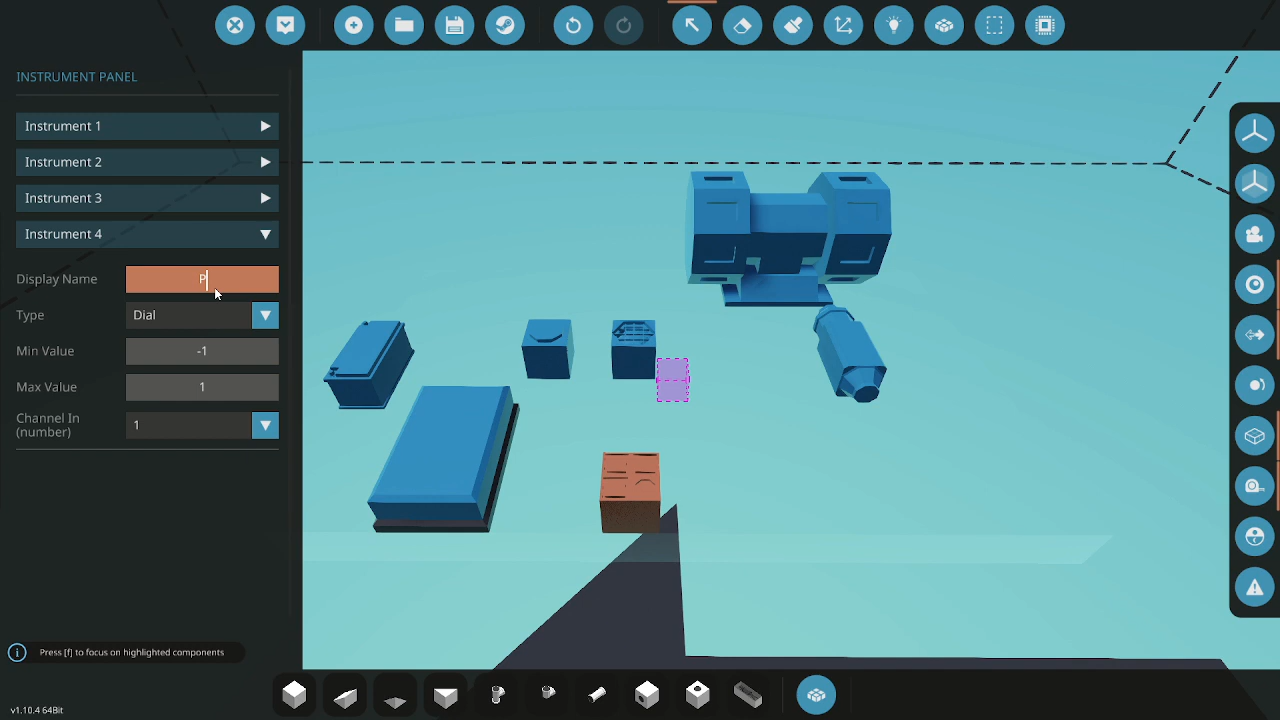 INSTRUMENT PANEL
Instrument 1
Instrument 2
Instrument 3
Instrument 4
Display Name P
Type Dial
Min Value -1
Max Value 1
Channel In (number) 1
Press [f] to focus on highlighted components
v1.10.4 64Bit